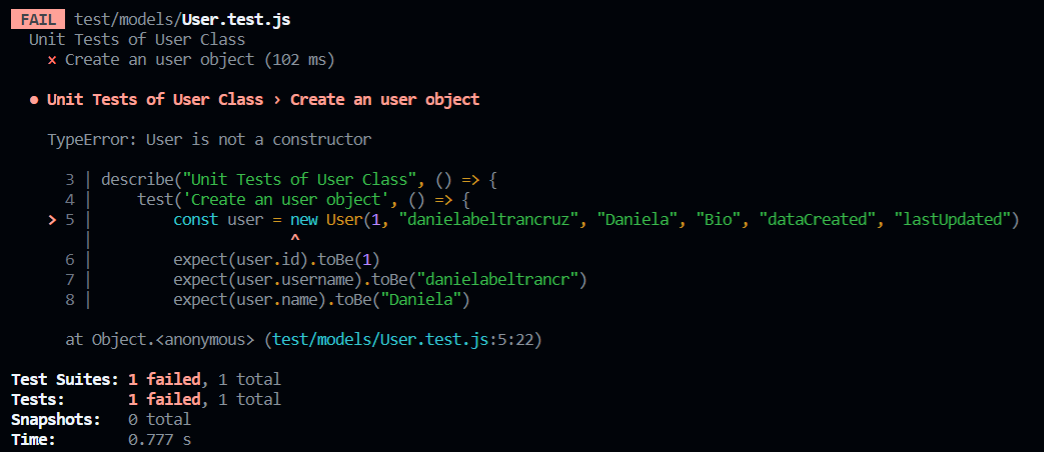 FAIL test/models/User.test.js
Unit Tests of User Class
× Create an user object (102 ms)
● Unit Tests of User Class › Create an user object
TypeError: User is not a constructor
3 | describe("Unit Tests of User Class", () => {
4 | test('Create an user object', () => {
> 5 | const user = new User(1, "danielabeltrancruz", "Daniela", "Bio", "dataCreated", "lastUpdated")
| ^
6 | expect(user.id).toBe(1)
7 | expect(user.username).toBe("danielabeltrancr")
8 | expect(user.name).toBe("Daniela")
at Object.<anonymous> (test/models/User.test.js:5:22)
Test Suites: 1 failed, 1 total
Tests: 1 failed, 1 total
Snapshots: 0 total
Time: 0.777 s